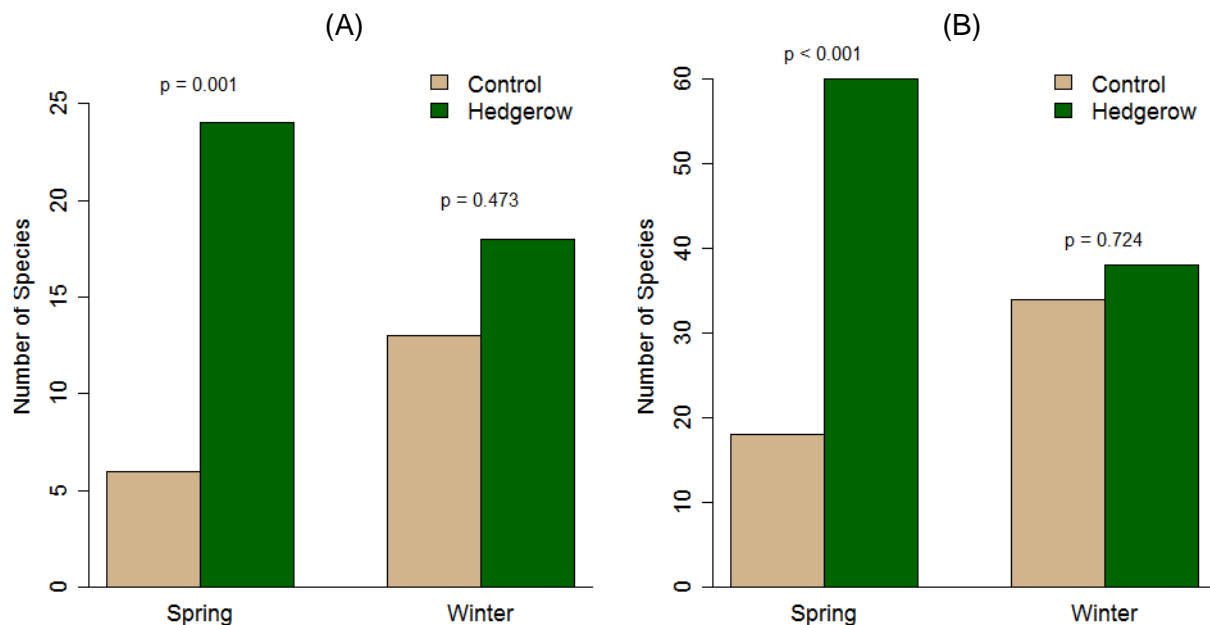 (A)
p = 0.001
Control
Hedgerow
p = 0.473
Number of Species
0
5
10
15
20
25
Spring
Winter
(B)
p < 0.001
Control
Hedgerow
p = 0.724
Number of Species
0
10
20
30
40
50
60
Spring
Winter